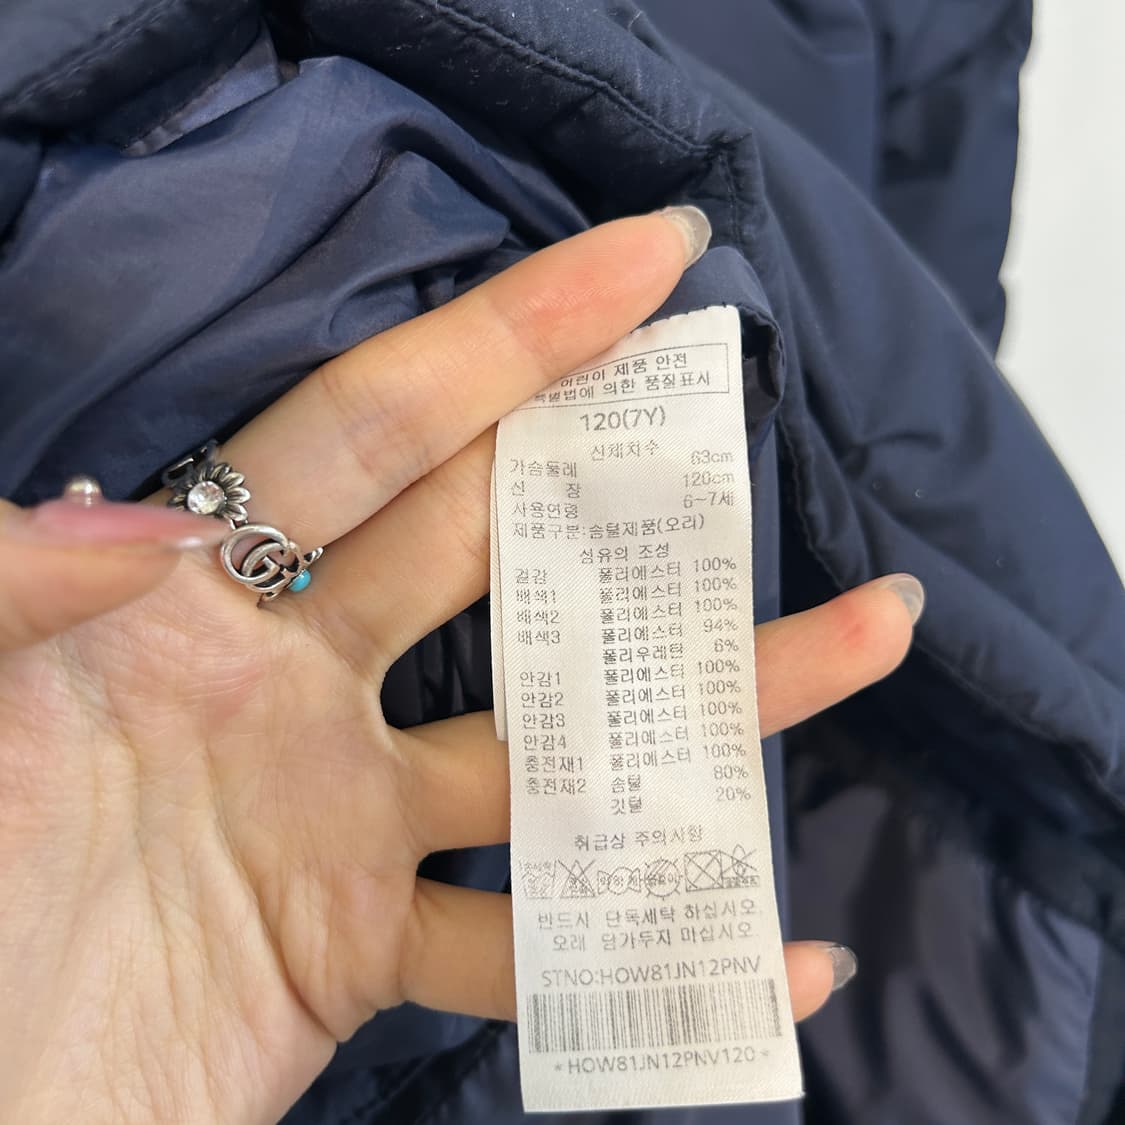 어린이 제품 안전
특별법에 의한 품질표시
120(7Y)
신체치수
가슴둘레 63cm
신 장 120cm
사용연령 6~7세
제품구분:솜털제품(오리)
섬유의 조성
겉감 폴리에스터 100%
배색1 폴리에스터 100%
배색2 폴리에스터 100%
배색3 폴리에스터 94%
폴리우레탄 6%
안감1 폴리에스터 100%
안감2 폴리에스터 100%
안감3 폴리에스터 100%
안감4 폴리에스터 100%
충전재1 폴리에스터 100%
충전재2 솜털 80%
깃털 20%
취급상 주의사항
반드시 단독세탁 하십시오.
오래 담가두지 마십시오
STNO:HOW81JN12PNV
*HOW81JN12PNV120*